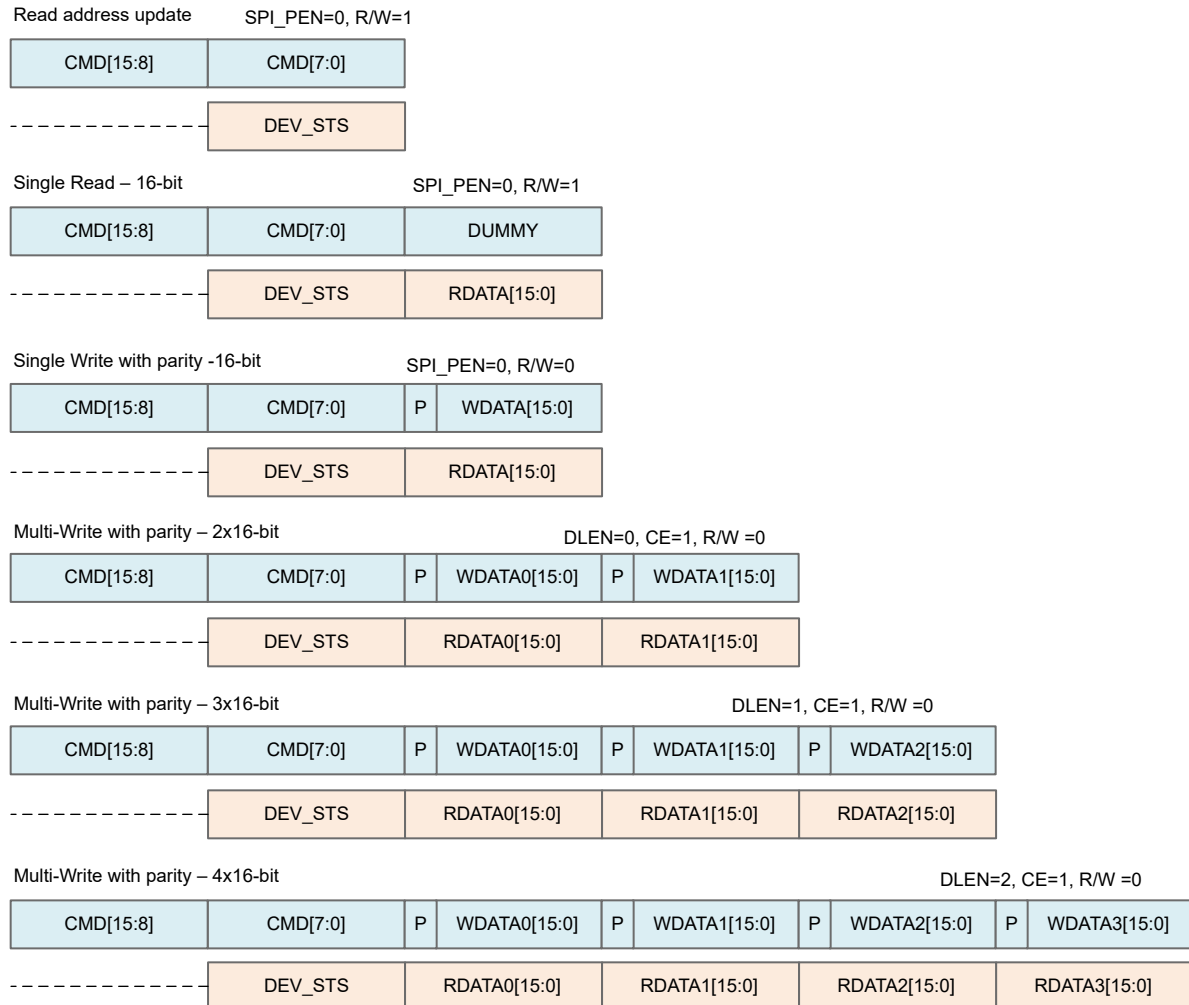 Read address update SPI_PEN=0, R/W=1
CMD[15:8] CMD[7:0]
DEV_STS
Single Read – 16-bit SPI_PEN=0, R/W=1
CMD[15:8] CMD[7:0] DUMMY
DEV_STS RDATA[15:0]
Single Write with parity -16-bit SPI_PEN=0, R/W=0
CMD[15:8] CMD[7:0] P WDATA[15:0]
DEV_STS RDATA[15:0]
Multi-Write with parity – 2x16-bit DLEN=0, CE=1, R/W =0
CMD[15:8] CMD[7:0] P WDATA0[15:0] P WDATA1[15:0]
DEV_STS RDATA0[15:0] RDATA1[15:0]
Multi-Write with parity – 3x16-bit DLEN=1, CE=1, R/W =0
CMD[15:8] CMD[7:0] P WDATA0[15:0] P WDATA1[15:0] P WDATA2[15:0]
DEV_STS RDATA0[15:0] RDATA1[15:0] RDATA2[15:0]
Multi-Write with parity – 4x16-bit DLEN=2, CE=1, R/W =0
CMD[15:8] CMD[7:0] P WDATA0[15:0] P WDATA1[15:0] P WDATA2[15:0] P WDATA3[15:0]
DEV_STS RDATA0[15:0] RDATA1[15:0] RDATA2[15:0] RDATA3[15:0]